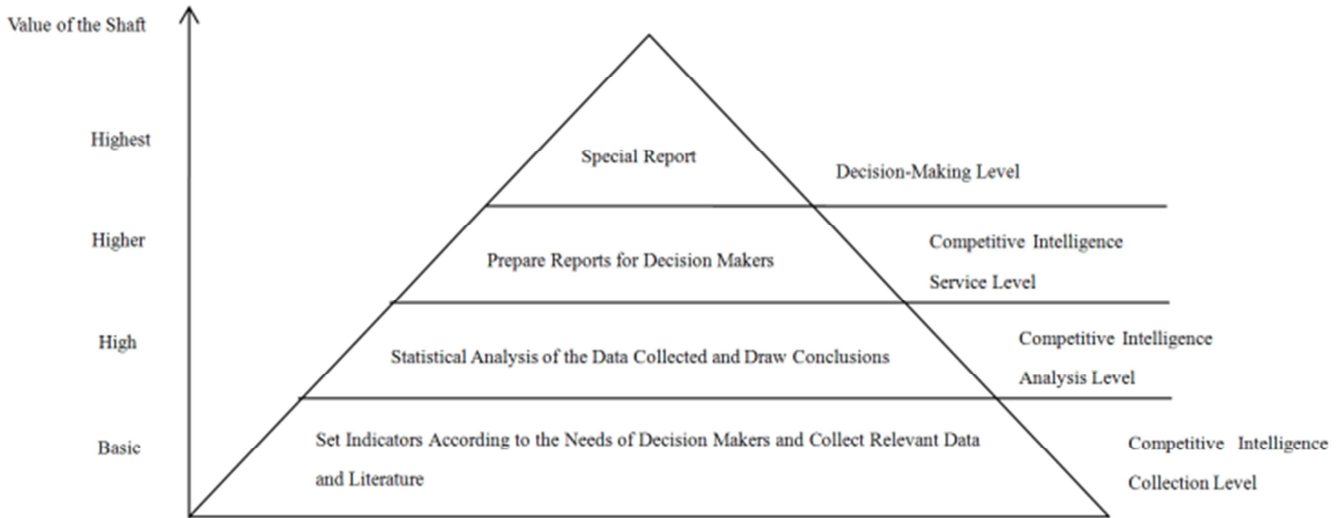 Value of the Shaft
Highest
Special Report
Decision-Making Level
Higher
Prepare Reports for Decision Makers
Competitive Intelligence
Service Level
High
Statistical Analysis of the Data Collected and Draw Conclusions
Competitive Intelligence
Analysis Level
Basic
Set Indicators According to the Needs of Decision Makers and Collect Relevant Data
and Literature
Competitive Intelligence
Collection Level